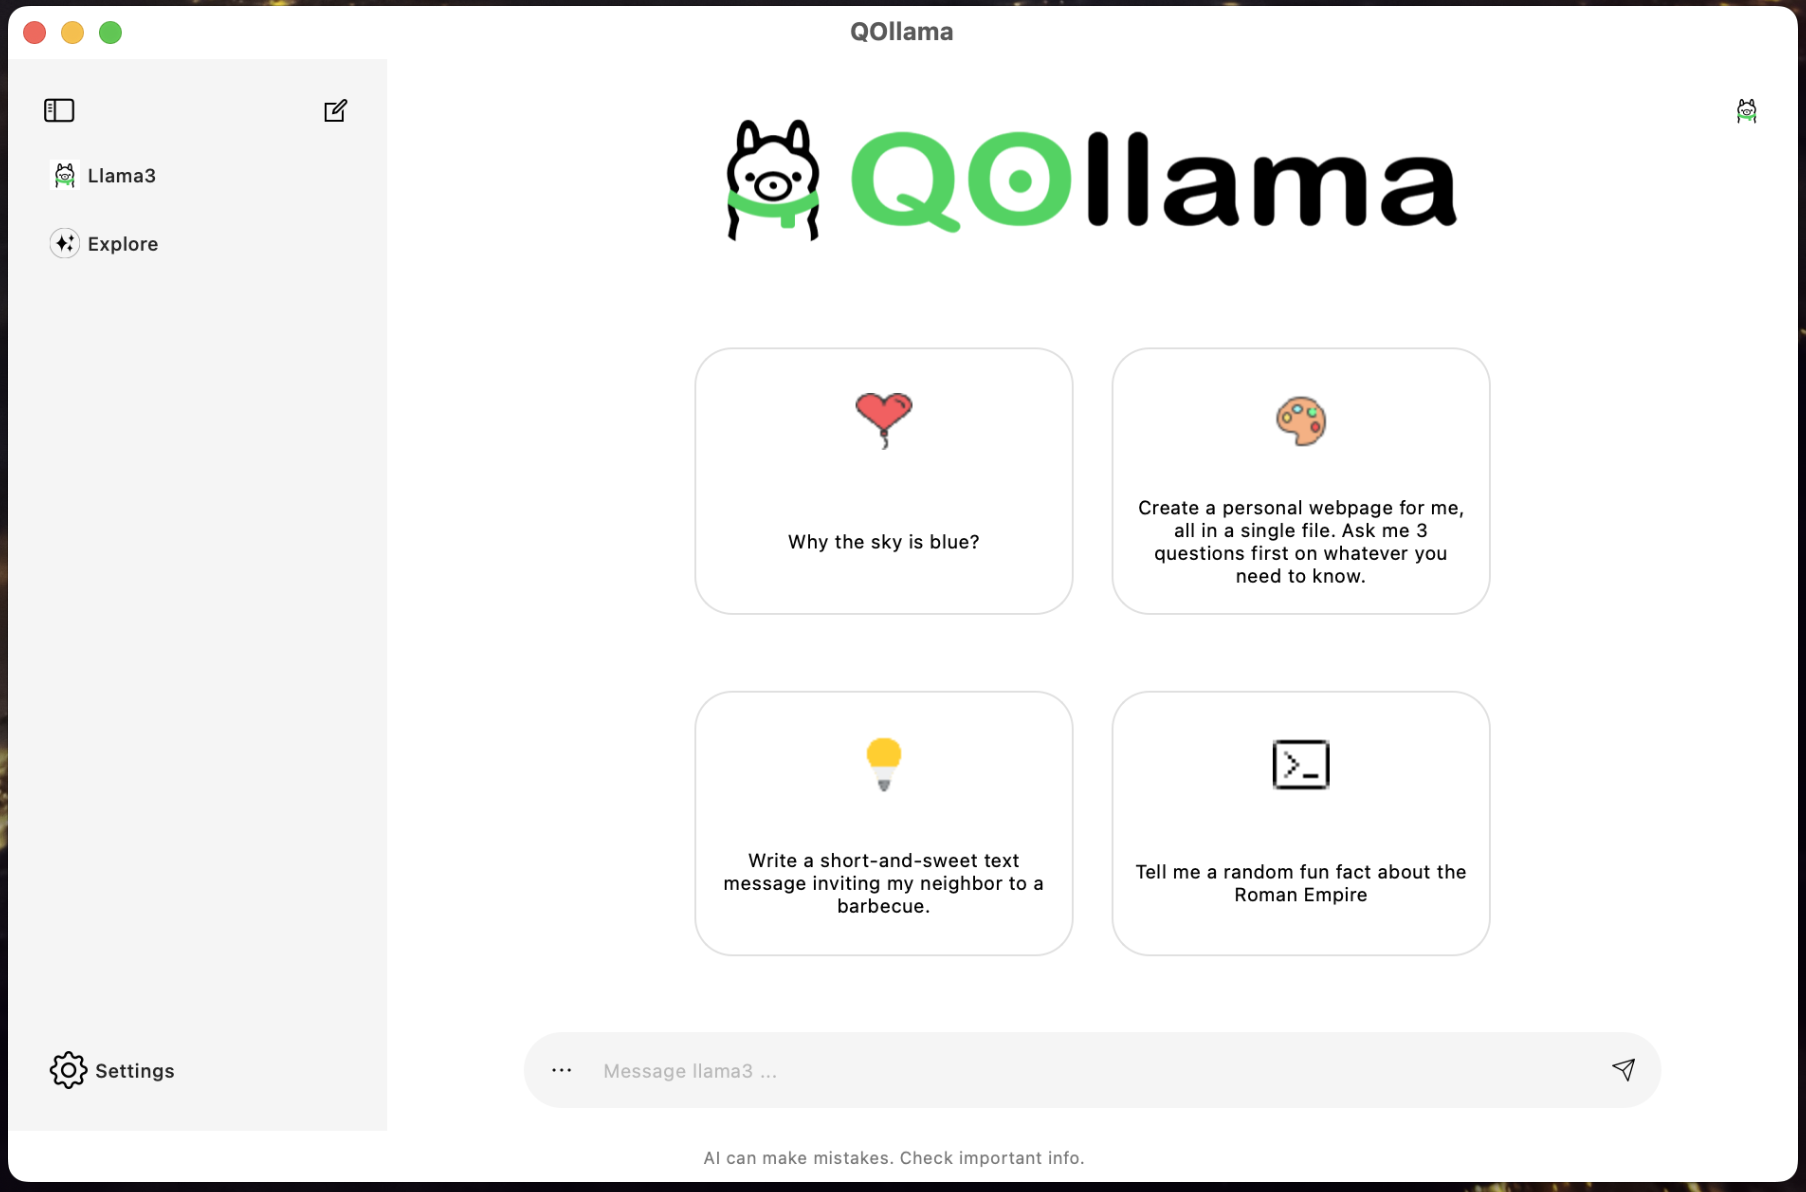 QOllama
Llama3
Explore
QOllama
Why the sky is blue?
Create a personal webpage for me,
all in a single file. Ask me 3
questions first on whatever you
need to know.
Write a short-and-sweet text
message inviting my neighbor to a
barbecue.
Tell me a random fun fact about the
Roman Empire
Settings
Message llama3 ...
AI can make mistakes. Check important info.